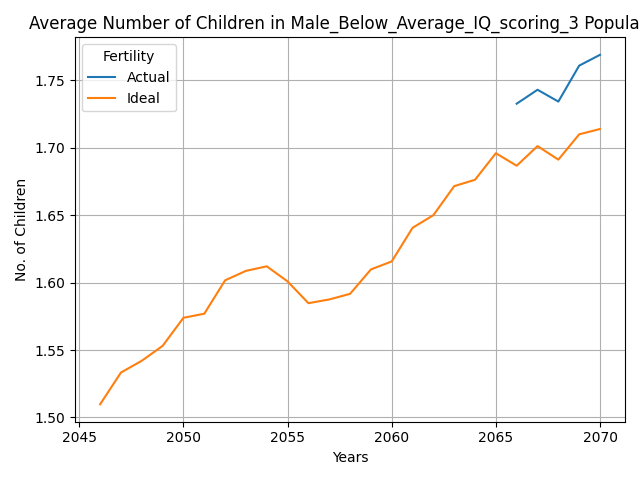 Average Number of Children in Male_Below_Average_IQ_scoring_3 Popula
Fertility
Actual
Ideal
No. of Children
1.75
1.70
1.65
1.60
1.55
1.50
2045 2050 2055 2060 2065 2070
Years